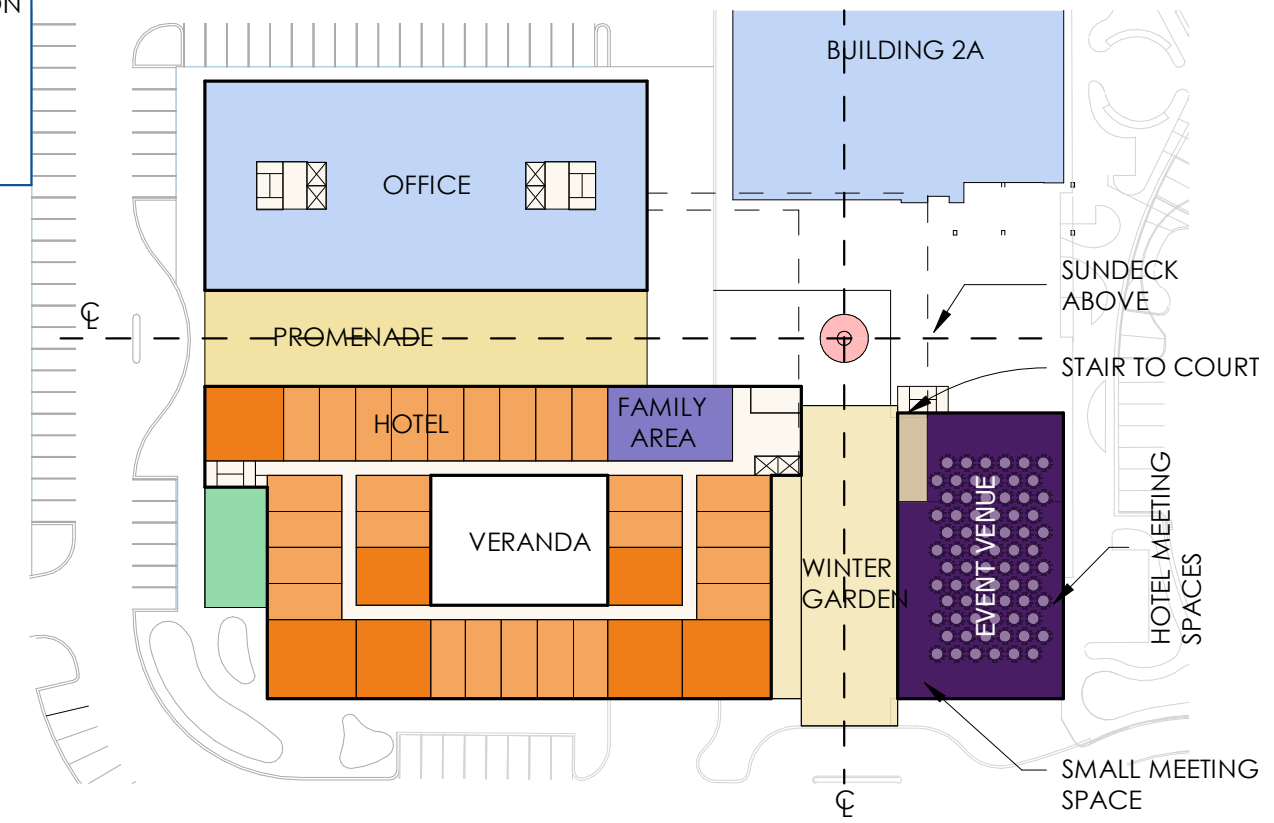 ON
BUILDING 2A
OFFICE
SUNDECK
ABOVE
℄
PROMENADE
STAIR TO COURT
HOTEL
FAMILY
AREA
VERANDA
WINTER
GARDEN
EVENT VENUE
HOTEL MEETING
SPACES
SMALL MEETING
SPACE
℄